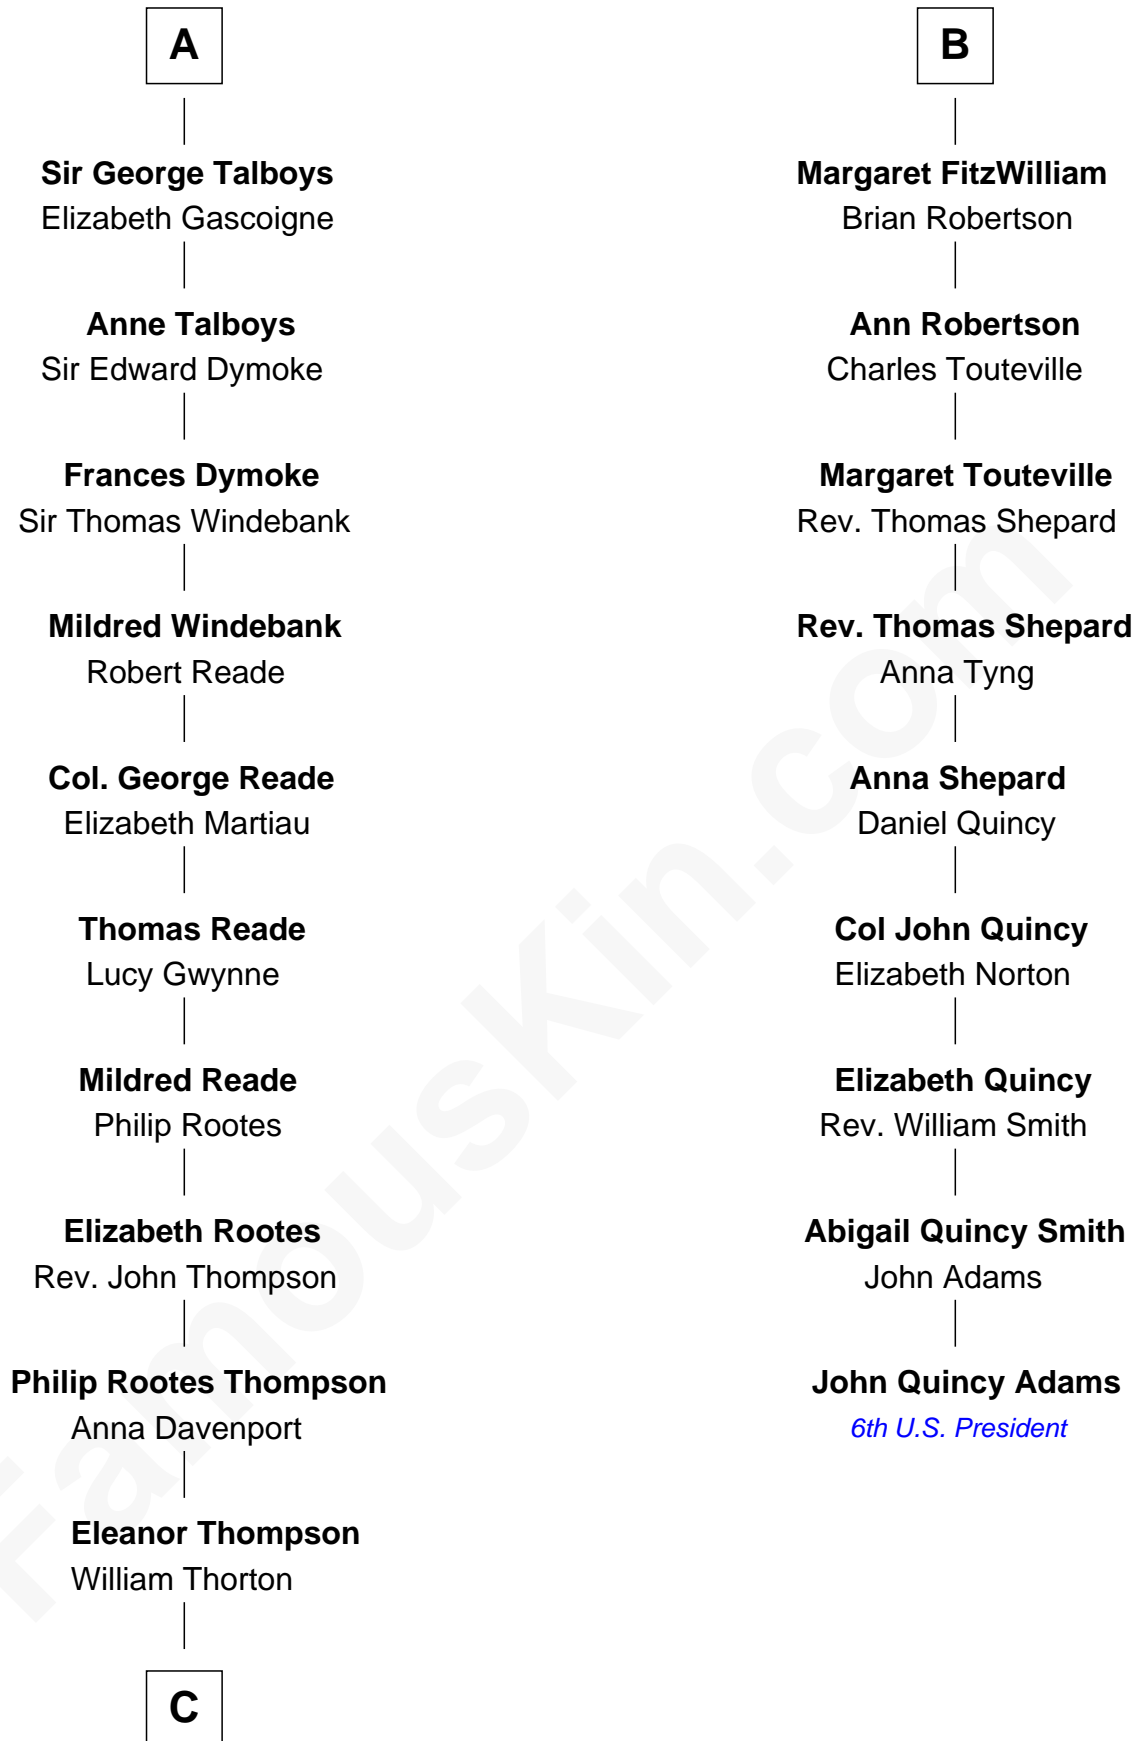 A
Sir George Talboys
Elizabeth Gascoigne
Anne Talboys
Sir Edward Dymoke
Frances Dymoke
Sir Thomas Windebank
Mildred Windebank
Robert Reade
Col. George Reade
Elizabeth Martiau
Thomas Reade
Lucy Gwynne
Mildred Reade
Philip Rootes
Elizabeth Rootes
Rev. John Thompson
Philip Rootes Thompson
Anna Davenport
Eleanor Thompson
William Thorton
C
B
Margaret FitzWilliam
Brian Robertson
Ann Robertson
Charles Touteville
Margaret Touteville
Rev. Thomas Shepard
Rev. Thomas Shepard
Anna Tyng
Anna Shepard
Daniel Quincy
Col John Quincy
Elizabeth Norton
Elizabeth Quincy
Rev. William Smith
Abigail Quincy Smith
John Adams
John Quincy Adams
6th U.S. President
FamousKin.com